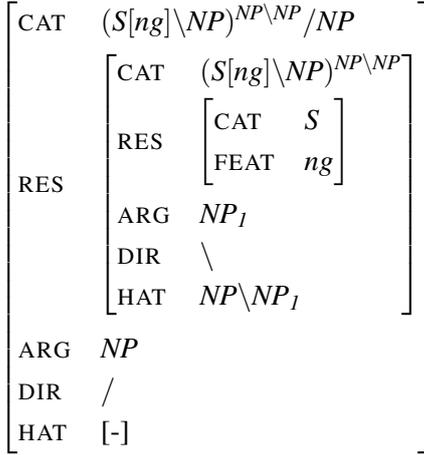 CAT (S[ng]\NP)^{NP\NP}/NP
CAT (S[ng]\NP)^{NP\NP}
RES
CAT S
FEAT ng
RES
ARG NP_1
DIR \
HAT NP\NP_1
ARG NP
DIR /
HAT [-]